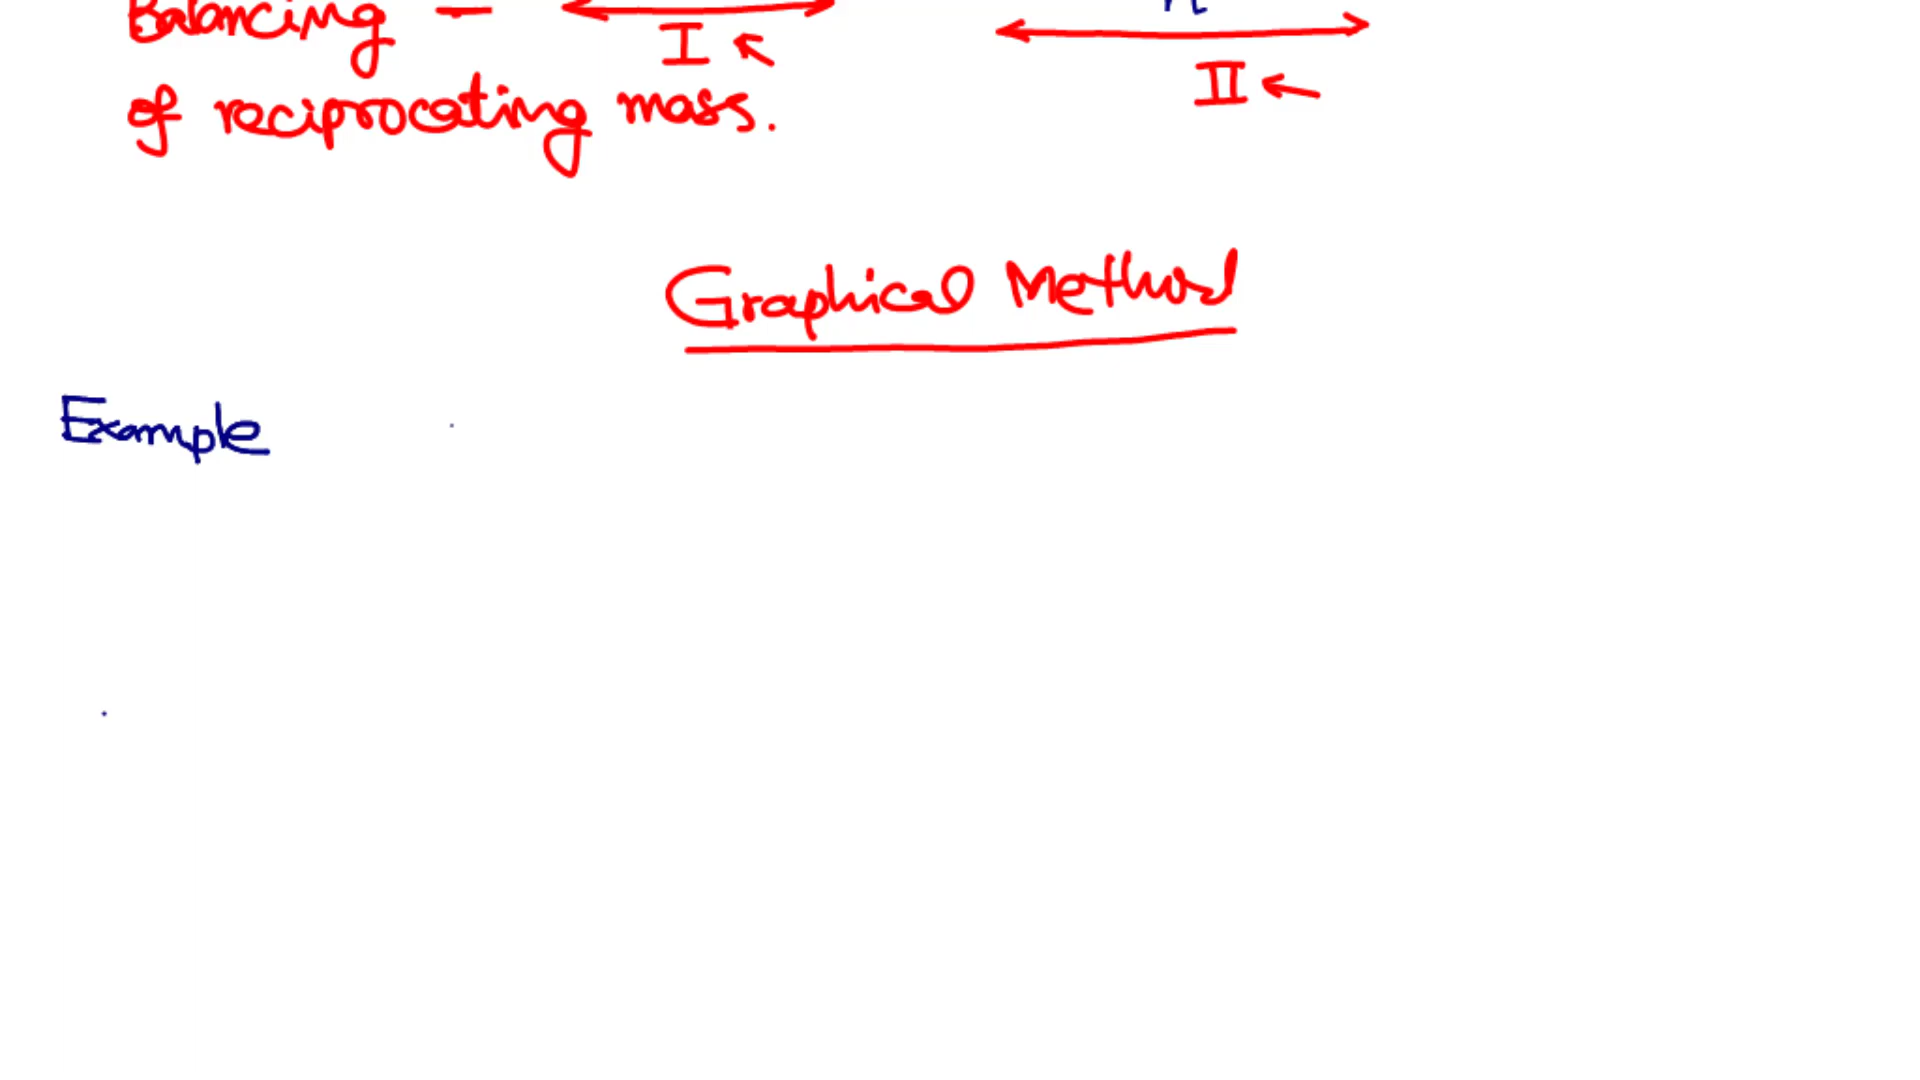 Balancing –
I
II
of reciprocating mass.
Graphical Method
Example